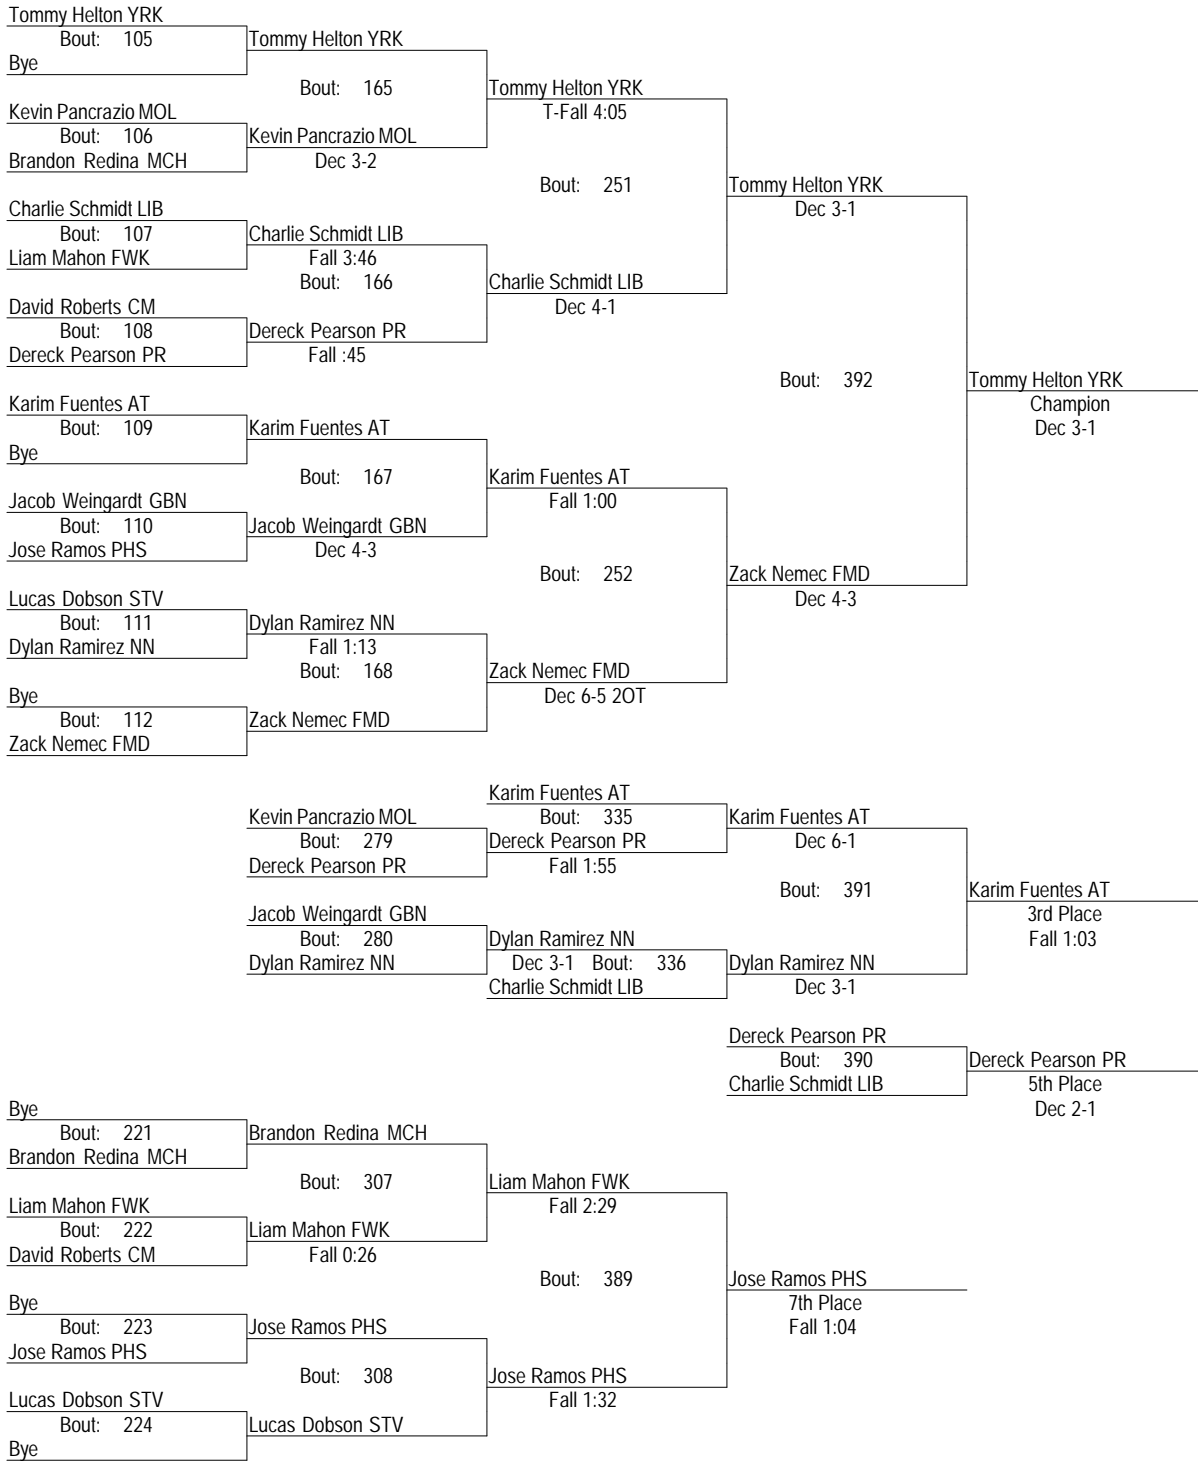 Tommy Helton YRK
Bout: 105
Bye
Tommy Helton YRK
Bout: 165
Kevin Pancrazio MOL
Bout: 106
Brandon Redina MCH
Kevin Pancrazio MOL
Dec 3-2
Tommy Helton YRK
T-Fall 4:05
Bout: 251
Charlie Schmidt LIB
Bout: 107
Liam Mahon FWK
Charlie Schmidt LIB
Fall 3:46
Bout: 166
David Roberts CM
Bout: 108
Dereck Pearson PR
Dereck Pearson PR
Fall :45
Charlie Schmidt LIB
Dec 4-1
Tommy Helton YRK
Dec 3-1
Bout: 392
Karim Fuentes AT
Bout: 109
Bye
Karim Fuentes AT
Bout: 167
Jacob Weingardt GBN
Bout: 110
Jose Ramos PHS
Jacob Weingardt GBN
Dec 4-3
Karim Fuentes AT
Fall 1:00
Bout: 252
Lucas Dobson STV
Bout: 111
Dylan Ramirez NN
Dylan Ramirez NN
Fall 1:13
Bout: 168
Bye
Bout: 112
Zack Nemec FMD
Zack Nemec FMD
Zack Nemec FMD
Dec 6-5 2OT
Zack Nemec FMD
Dec 4-3
Tommy Helton YRK
Champion
Dec 3-1
Kevin Pancrazio MOL
Bout: 279
Dereck Pearson PR
Karim Fuentes AT
Bout: 335
Dereck Pearson PR
Fall 1:55
Karim Fuentes AT
Dec 6-1
Bout: 391
Jacob Weingardt GBN
Bout: 280
Dylan Ramirez NN
Dylan Ramirez NN
Dec 3-1 Bout: 336
Charlie Schmidt LIB
Dylan Ramirez NN
Dec 3-1
Karim Fuentes AT
3rd Place
Fall 1:03
Dereck Pearson PR
Bout: 390
Charlie Schmidt LIB
Dereck Pearson PR
5th Place
Dec 2-1
Bye
Bout: 221
Brandon Redina MCH
Brandon Redina MCH
Bout: 307
Liam Mahon FWK
Bout: 222
David Roberts CM
Liam Mahon FWK
Fall 0:26
Liam Mahon FWK
Fall 2:29
Bout: 389
Bye
Bout: 223
Jose Ramos PHS
Jose Ramos PHS
Bout: 308
Lucas Dobson STV
Bout: 224
Bye
Lucas Dobson STV
Jose Ramos PHS
Fall 1:32
Jose Ramos PHS
7th Place
Fall 1:04